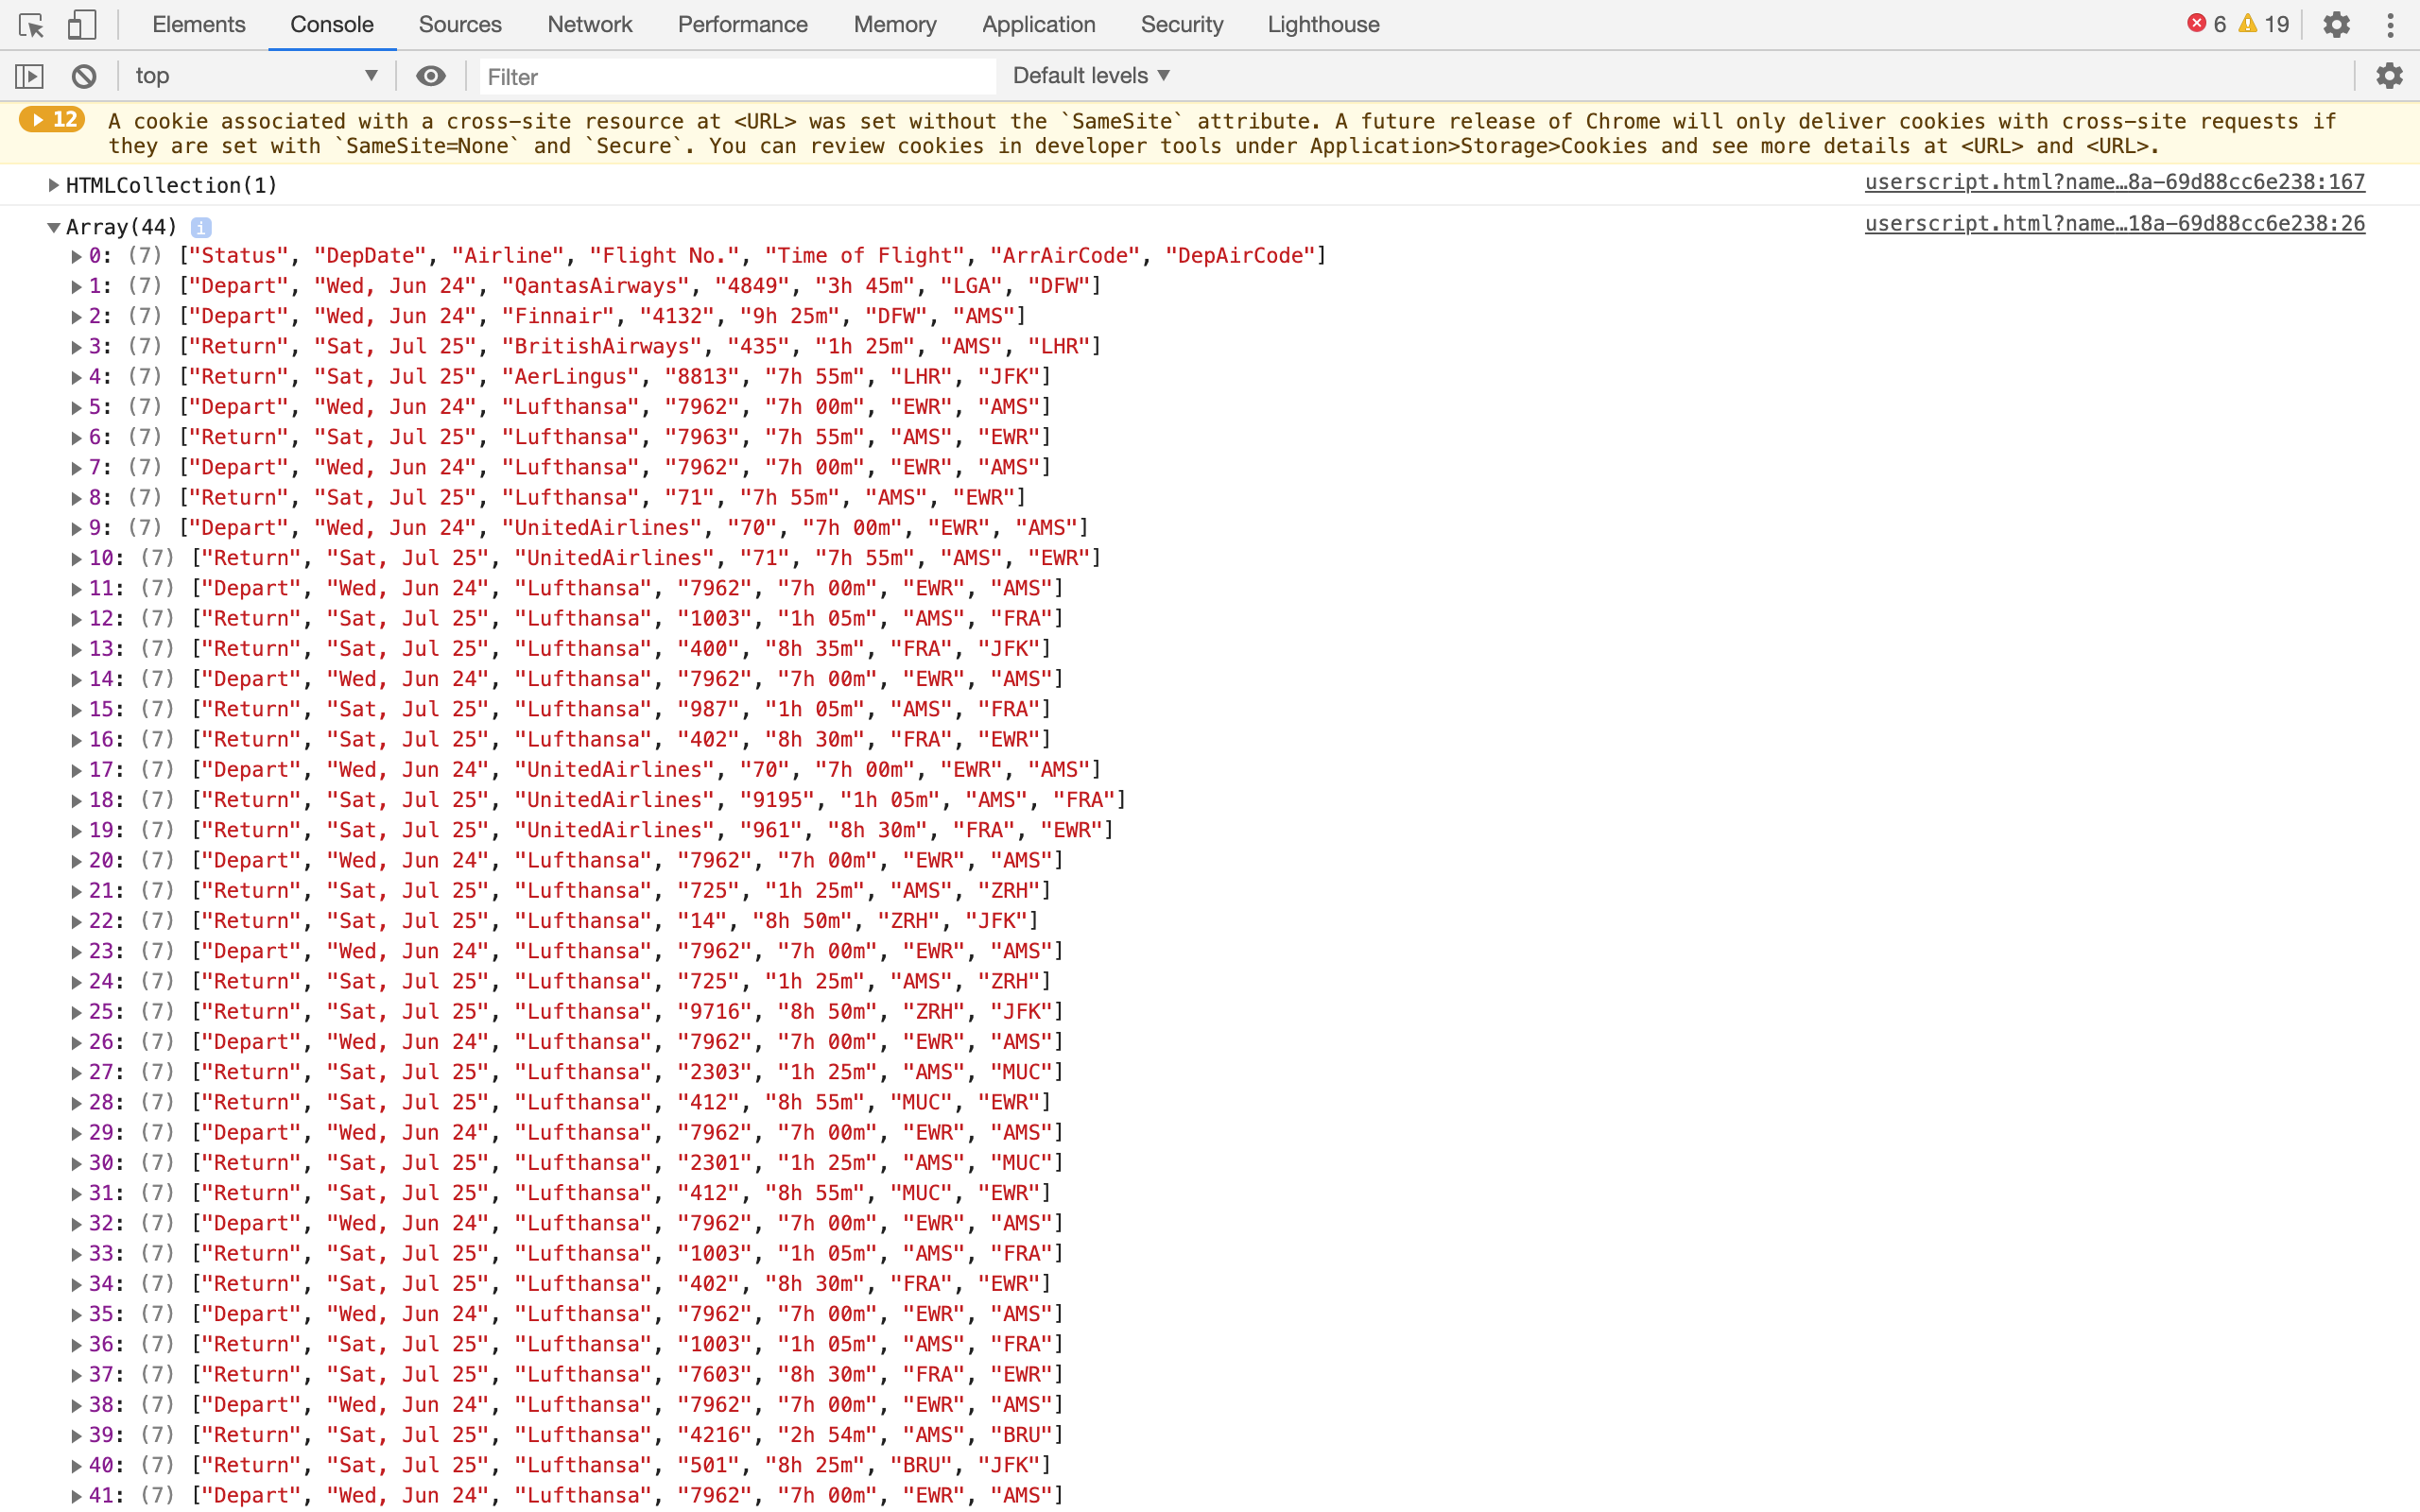 Elements Console Sources Network Performance Memory Application Security Lighthouse 6 19
top Filter Default levels
12 A cookie associated with a cross-site resource at <URL> was set without the `SameSite` attribute. A future release of Chrome will only deliver cookies with cross-site requests if
they are set with `SameSite=None` and `Secure`. You can review cookies in developer tools under Application>Storage>Cookies and see more details at <URL> and <URL>.
HTMLCollection(1) userscript.html?name…8a-69d88cc6e238:167
Array(44) i userscript.html?name…18a-69d88cc6e238:26
0: (7) ["Status", "DepDate", "Airline", "Flight No.", "Time of Flight", "ArrAirCode", "DepAirCode"]
1: (7) ["Depart", "Wed, Jun 24", "QantasAirways", "4849", "3h 45m", "LGA", "DFW"]
2: (7) ["Depart", "Wed, Jun 24", "Finnair", "4132", "9h 25m", "DFW", "AMS"]
3: (7) ["Return", "Sat, Jul 25", "BritishAirways", "435", "1h 25m", "AMS", "LHR"]
4: (7) ["Return", "Sat, Jul 25", "AerLingus", "8813", "7h 55m", "LHR", "JFK"]
5: (7) ["Depart", "Wed, Jun 24", "Lufthansa", "7962", "7h 00m", "EWR", "AMS"]
6: (7) ["Return", "Sat, Jul 25", "Lufthansa", "7963", "7h 55m", "AMS", "EWR"]
7: (7) ["Depart", "Wed, Jun 24", "Lufthansa", "7962", "7h 00m", "EWR", "AMS"]
8: (7) ["Return", "Sat, Jul 25", "Lufthansa", "71", "7h 55m", "AMS", "EWR"]
9: (7) ["Depart", "Wed, Jun 24", "UnitedAirlines", "70", "7h 00m", "EWR", "AMS"]
10: (7) ["Return", "Sat, Jul 25", "UnitedAirlines", "71", "7h 55m", "AMS", "EWR"]
11: (7) ["Depart", "Wed, Jun 24", "Lufthansa", "7962", "7h 00m", "EWR", "AMS"]
12: (7) ["Return", "Sat, Jul 25", "Lufthansa", "1003", "1h 05m", "AMS", "FRA"]
13: (7) ["Return", "Sat, Jul 25", "Lufthansa", "400", "8h 35m", "FRA", "JFK"]
14: (7) ["Depart", "Wed, Jun 24", "Lufthansa", "7962", "7h 00m", "EWR", "AMS"]
15: (7) ["Return", "Sat, Jul 25", "Lufthansa", "987", "1h 05m", "AMS", "FRA"]
16: (7) ["Return", "Sat, Jul 25", "Lufthansa", "402", "8h 30m", "FRA", "EWR"]
17: (7) ["Depart", "Wed, Jun 24", "UnitedAirlines", "70", "7h 00m", "EWR", "AMS"]
18: (7) ["Return", "Sat, Jul 25", "UnitedAirlines", "9195", "1h 05m", "AMS", "FRA"]
19: (7) ["Return", "Sat, Jul 25", "UnitedAirlines", "961", "8h 30m", "FRA", "EWR"]
20: (7) ["Depart", "Wed, Jun 24", "Lufthansa", "7962", "7h 00m", "EWR", "AMS"]
21: (7) ["Return", "Sat, Jul 25", "Lufthansa", "725", "1h 25m", "AMS", "ZRH"]
22: (7) ["Return", "Sat, Jul 25", "Lufthansa", "14", "8h 50m", "ZRH", "JFK"]
23: (7) ["Depart", "Wed, Jun 24", "Lufthansa", "7962", "7h 00m", "EWR", "AMS"]
24: (7) ["Return", "Sat, Jul 25", "Lufthansa", "725", "1h 25m", "AMS", "ZRH"]
25: (7) ["Return", "Sat, Jul 25", "Lufthansa", "9716", "8h 50m", "ZRH", "JFK"]
26: (7) ["Depart", "Wed, Jun 24", "Lufthansa", "7962", "7h 00m", "EWR", "AMS"]
27: (7) ["Return", "Sat, Jul 25", "Lufthansa", "2303", "1h 25m", "AMS", "MUC"]
28: (7) ["Return", "Sat, Jul 25", "Lufthansa", "412", "8h 55m", "MUC", "EWR"]
29: (7) ["Depart", "Wed, Jun 24", "Lufthansa", "7962", "7h 00m", "EWR", "AMS"]
30: (7) ["Return", "Sat, Jul 25", "Lufthansa", "2301", "1h 25m", "AMS", "MUC"]
31: (7) ["Return", "Sat, Jul 25", "Lufthansa", "412", "8h 55m", "MUC", "EWR"]
32: (7) ["Depart", "Wed, Jun 24", "Lufthansa", "7962", "7h 00m", "EWR", "AMS"]
33: (7) ["Return", "Sat, Jul 25", "Lufthansa", "1003", "1h 05m", "AMS", "FRA"]
34: (7) ["Return", "Sat, Jul 25", "Lufthansa", "402", "8h 30m", "FRA", "EWR"]
35: (7) ["Depart", "Wed, Jun 24", "Lufthansa", "7962", "7h 00m", "EWR", "AMS"]
36: (7) ["Return", "Sat, Jul 25", "Lufthansa", "1003", "1h 05m", "AMS", "FRA"]
37: (7) ["Return", "Sat, Jul 25", "Lufthansa", "7603", "8h 30m", "FRA", "EWR"]
38: (7) ["Depart", "Wed, Jun 24", "Lufthansa", "7962", "7h 00m", "EWR", "AMS"]
39: (7) ["Return", "Sat, Jul 25", "Lufthansa", "4216", "2h 54m", "AMS", "BRU"]
40: (7) ["Return", "Sat, Jul 25", "Lufthansa", "501", "8h 25m", "BRU", "JFK"]
41: (7) ["Depart", "Wed, Jun 24", "Lufthansa", "7962", "7h 00m", "EWR", "AMS"]